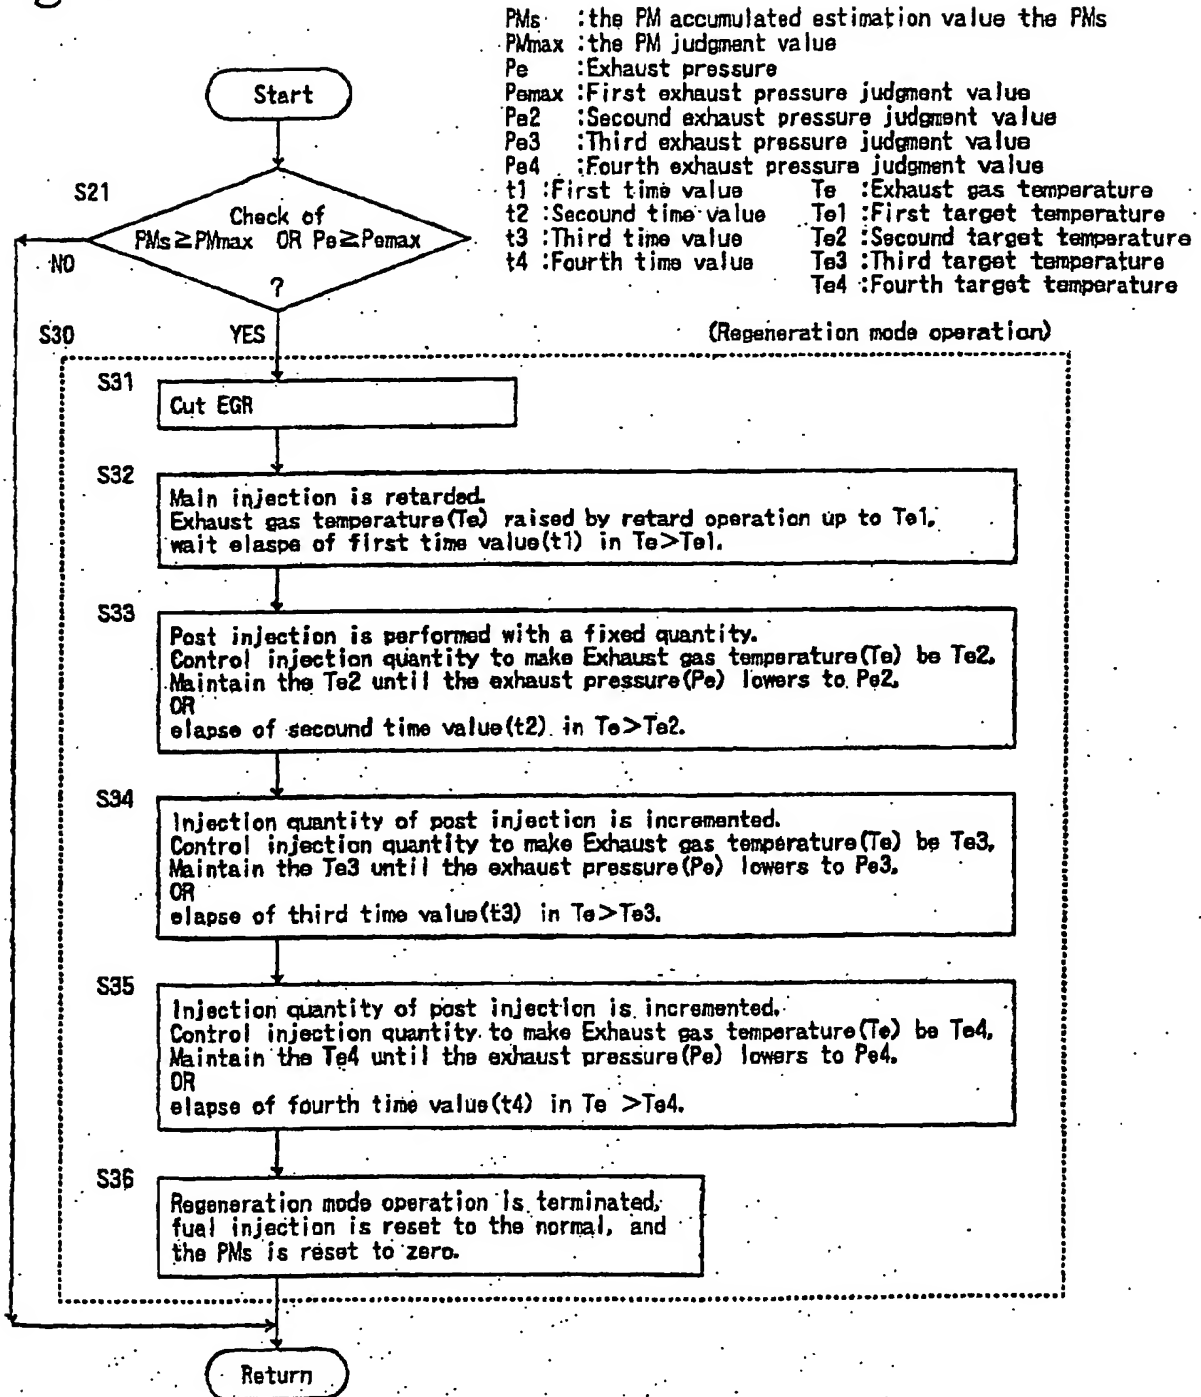 PMs :the PM accumulated estimation value the PMs
PMmax :the PM judgment value
Pe :Exhaust pressure
Pemax :First exhaust pressure judgment value
Pe2 :Secound exhaust pressure judgment value
Pe3 :Third exhaust pressure judgment value
Pe4 :Fourth exhaust pressure judgment value
t1 :First time value Te :Exhaust gas temperature
t2 :Secound time value Te1 :First target temperature
t3 :Third time value Te2 :Secound target temperature
t4 :Fourth time value Te3 :Third target temperature
Te4 :Fourth target temperature
Start
S21
Check of
PMs≧PMmax OR Pe≧Pemax
?
NO
YES
S30
(Regeneration mode operation)
S31
Cut EGR
S32
Main injection is retarded.
Exhaust gas temperature(Te) raised by retard operation up to Te1,
wait elaspe of first time value(t1) in Te>Te1.
S33
Post injection is performed with a fixed quantity.
Control injection quantity to make Exhaust gas temperature(Te) be Te2,
Maintain the Te2 until the exhaust pressure(Pe) lowers to Pe2.
OR
elapse of secound time value(t2) in Te>Te2.
S34
Injection quantity of post injection is incremented.
Control injection quantity to make Exhaust gas temperature(Te) be Te3,
Maintain the Te3 until the exhaust pressure(Pe) lowers to Pe3.
OR
elapse of third time value(t3) in Te>Te3.
S35
Injection quantity of post injection is incremented.
Control injection quantity to make Exhaust gas temperature(Te) be Te4,
Maintain the Te4 until the exhaust pressure(Pe) lowers to Pe4.
OR
elapse of fourth time value(t4) in Te >Te4.
S36
Regeneration mode operation is terminated,
fuel injection is reset to the normal, and
the PMs is reset to zero.
Return